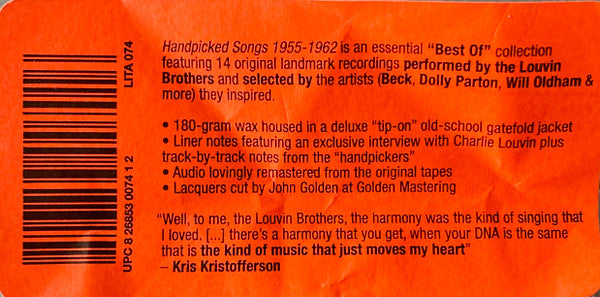 LITA 074
UPC 8 26853 0074 1 2
Handpicked Songs 1955-1962 is an essential "Best Of" collection
featuring 14 original landmark recordings performed by the Louvin
Brothers and selected by the artists (Beck, Dolly Parton, Will Oldham &
more) they inspired.
• 180-gram wax housed in a deluxe "tip-on" old-school gatefold jacket
• Liner notes featuring an exclusive interview with Charlie Louvin plus
track-by-track notes from the "handpickers"
• Audio lovingly remastered from the original tapes
• Lacquers cut by John Golden at Golden Mastering
"Well, to me, the Louvin Brothers, the harmony was the kind of singing that
I loved. [...] there's a harmony that you get, when your DNA is the same
that is the kind of music that just moves my heart"
– Kris Kristofferson